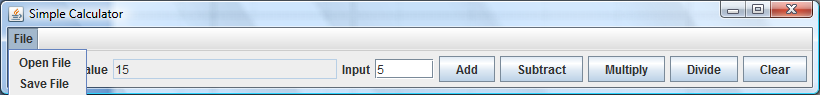 Simple Calculator
File
Open File
Save File
alue 15 Input 5 Add Subtract Multiply Divide Clear